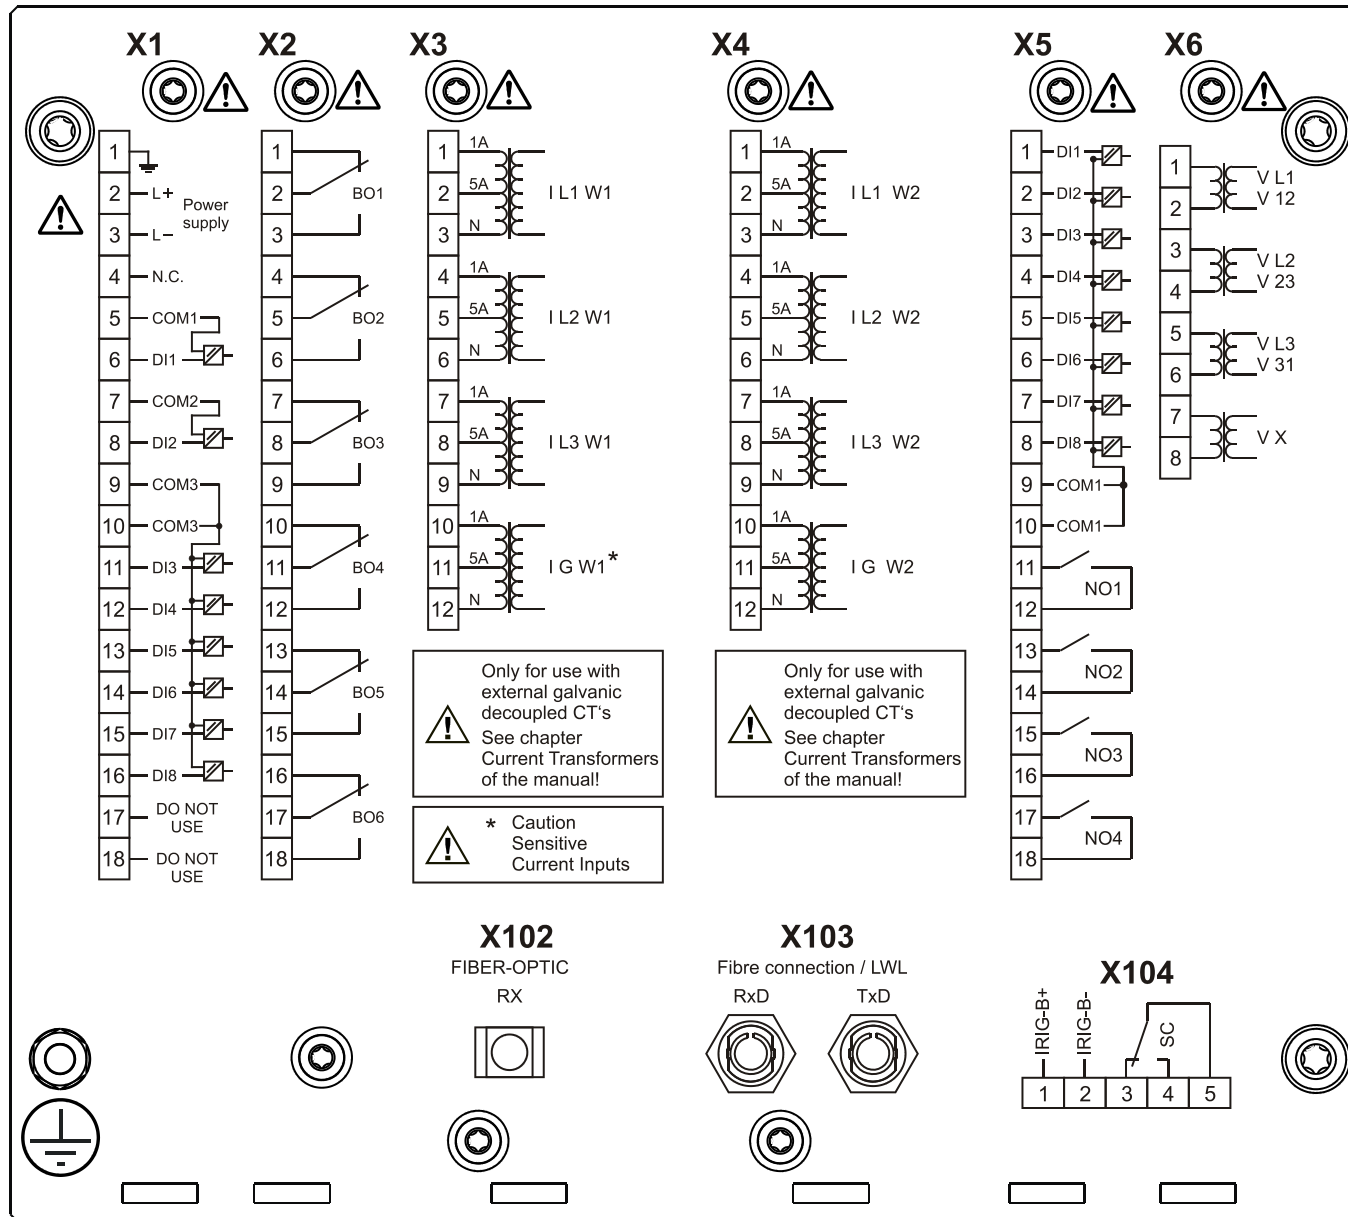 X1
1
2 L+ Power
3 L− supply
4 N.C.
5 COM1
6 DI1
7 COM2
8 DI2
9 COM3
10 COM3
11 DI3
12 DI4
13 DI5
14 DI6
15 DI7
16 DI8
17 DO NOT
USE
18 DO NOT
USE
X2
1
2 BO1
3
4
5 BO2
6
7
8 BO3
9
10
11 BO4
12
13
14 BO5
15
16
17 BO6
18
X3
1 1A
2 5A I L1 W1
3 N
4 1A
5 5A I L2 W1
6 N
7 1A
8 5A I L3 W1
9 N
10 1A
11 5A I G W1*
12 N
Only for use with
external galvanic
decoupled CT‘s
See chapter
Current Transformers
of the manual!
* Caution
Sensitive
Current Inputs
X4
1 1A
2 5A I L1 W2
3 N
4 1A
5 5A I L2 W2
6 N
7 1A
8 5A I L3 W2
9 N
10 1A
11 5A I G W2
12 N
Only for use with
external galvanic
decoupled CT‘s
See chapter
Current Transformers
of the manual!
X5
1 DI1
2 DI2
3 DI3
4 DI4
5 DI5
6 DI6
7 DI7
8 DI8
9 COM1
10 COM1
11
12 NO1
13
14 NO2
15
16 NO3
17
18 NO4
X6
1 V L1
2 V 12
3 V L2
4 V 23
5 V L3
6 V 31
7 V X
8
X102
FIBER-OPTIC
RX
X103
Fibre connection / LWL
RxD TxD
X104
IRIG-B+
IRIG-B-
SC
1 2 3 4 5